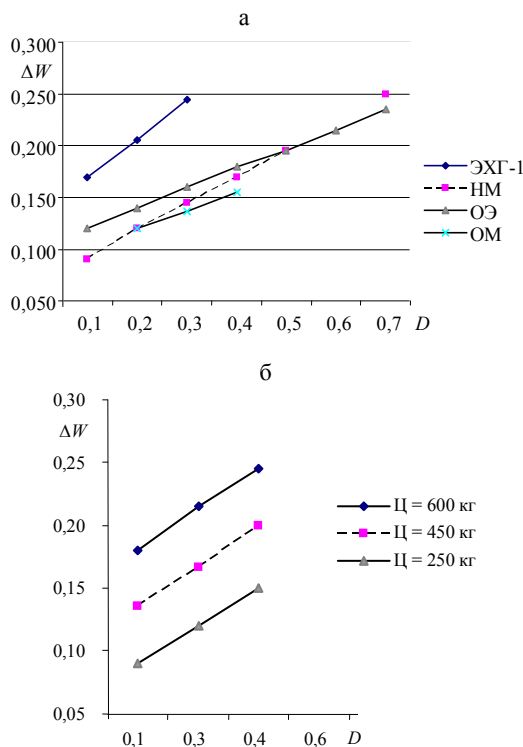 а
0,300
ΔW
0,250
0,200
0,150
0,100
0,050
0,1 0,2 0,3 0,4 0,5 0,6 0,7 D
ЭХГ-1
НМ
ОЭ
ОМ
б
0,30
ΔW
0,25
0,20
0,15
0,10
0,05
0,1 0,3 0,4 0,6 D
Ц = 600 кг
Ц = 450 кг
Ц = 250 кг